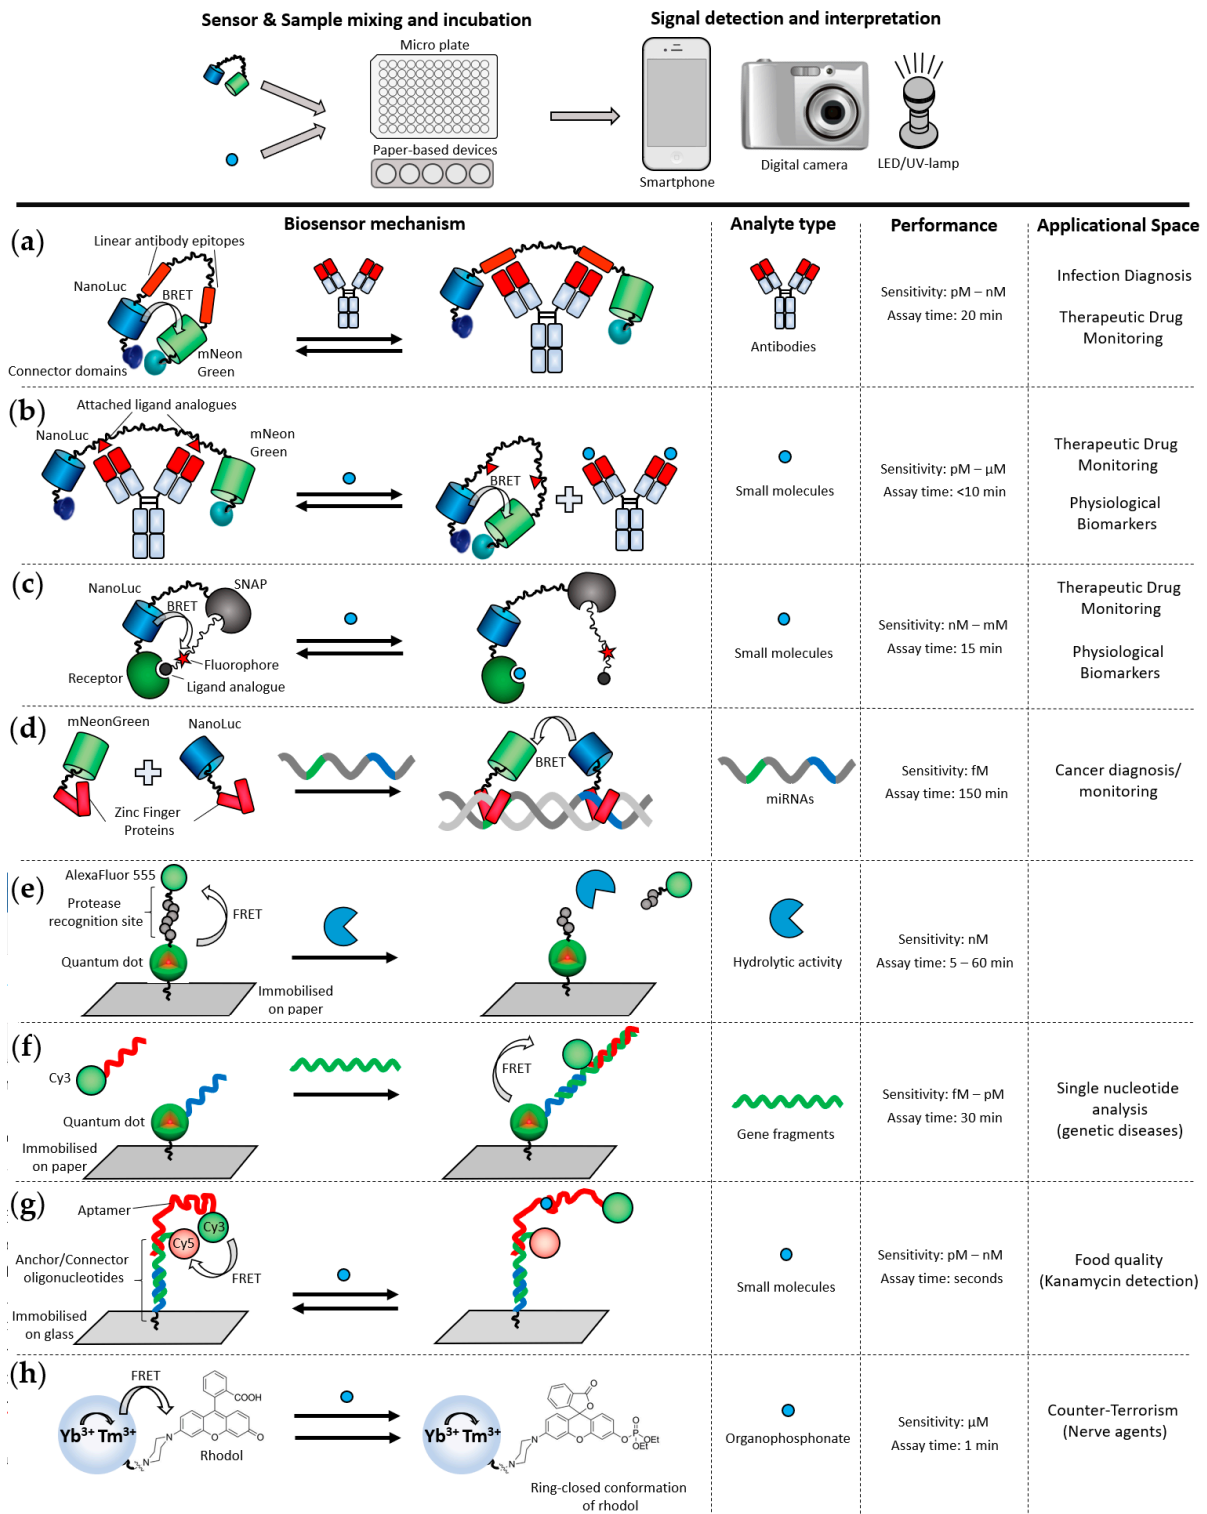 Sensor & Sample mixing and incubation
Signal detection and interpretation
Micro plate
Paper-based devices
Smartphone
Digital camera
LED/UV-lamp
Biosensor mechanism
Analyte type
Performance
Applicational Space
(a)
Linear antibody epitopes
NanoLuc
BRET
mNeon
Green
Connector domains
Antibodies
Sensitivity: pM – nM
Assay time: 20 min
Infection Diagnosis
Therapeutic Drug
Monitoring
(b)
Attached ligand analogues
NanoLuc
mNeon
Green
BRET
Small molecules
Sensitivity: pM – µM
Assay time: <10 min
Therapeutic Drug
Monitoring
Physiological
Biomarkers
(c)
NanoLuc
SNAP
BRET
Fluorophore
Receptor
Ligand analogue
Small molecules
Sensitivity: nM – mM
Assay time: 15 min
Therapeutic Drug
Monitoring
Physiological
Biomarkers
(d)
mNeonGreen
NanoLuc
Zinc Finger
Proteins
BRET
miRNAs
Sensitivity: fM
Assay time: 150 min
Cancer diagnosis/
monitoring
(e)
AlexaFluor 555
Protease
recognition site
FRET
Quantum dot
Immobilised
on paper
Hydrolytic activity
Sensitivity: nM
Assay time: 5 – 60 min
(f)
Cy3
Quantum dot
Immobilised
on paper
FRET
Gene fragments
Sensitivity: fM – pM
Assay time: 30 min
Single nucleotide
analysis
(genetic diseases)
(g)
Aptamer
Cy3
Cy5
FRET
Anchor/Connector
oligonucleotides
Immobilised
on glass
Small molecules
Sensitivity: pM – nM
Assay time: seconds
Food quality
(Kanamycin detection)
(h)
FRET
Yb3+ Tm3+
COOH
O
O
N
N
Rhodol
Yb3+ Tm3+
O
O
O
N
N
O
P
O
OEt
OEt
Ring-closed conformation
of rhodol
Organophosphonate
Sensitivity: µM
Assay time: 1 min
Counter-Terrorism
(Nerve agents)